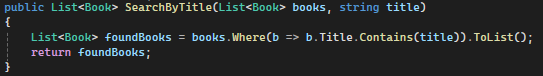 public List<Book> SearchByTitle(List<Book> books, string title)
{
    List<Book> foundBooks = books.Where(b => b.Title.Contains(title)).ToList();
    return foundBooks;
}